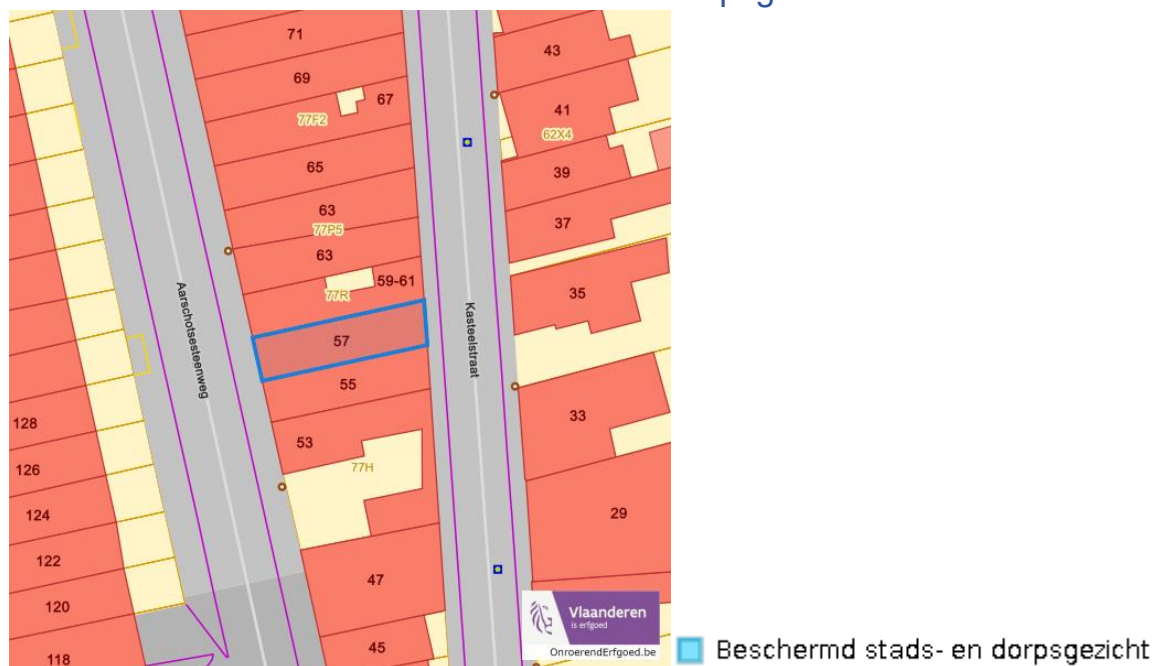 71
43
69
67
77F2
41
62X4
65
39
63
37
77P5
63
59-61
77R
35
Aarschotsesteenweg
57
Kasteelstraat
55
128
33
53
126
77H
124
29
122
47
120
Vlaanderen
is erfgoed
OnroerendErfgoed.be
45
118
Beschermd stads- en dorpsgezicht